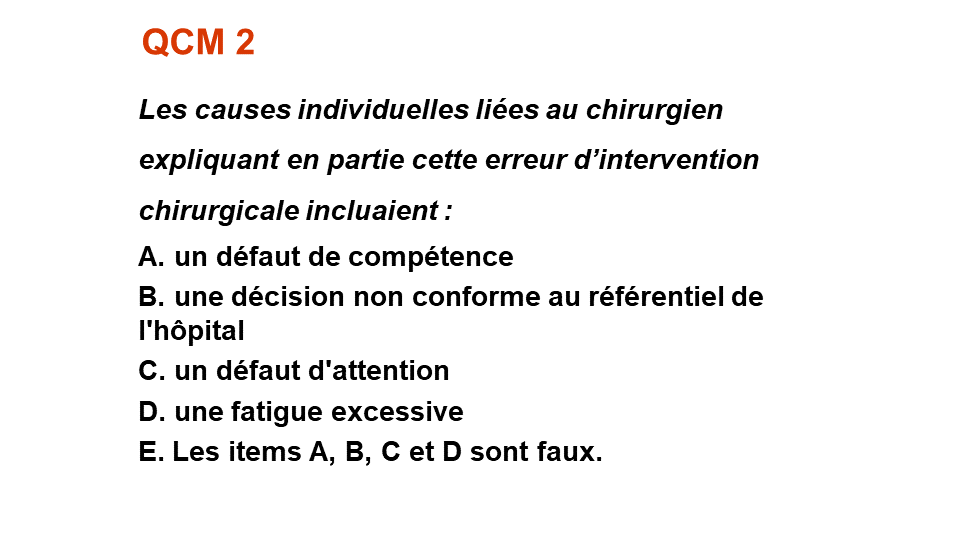 QCM 2
Les causes individuelles liées au chirurgien
expliquant en partie cette erreur d’intervention
chirurgicale incluaient :
A. un défaut de compétence
B. une décision non conforme au référentiel de
l'hôpital
C. un défaut d'attention
D. une fatigue excessive
E. Les items A, B, C et D sont faux.